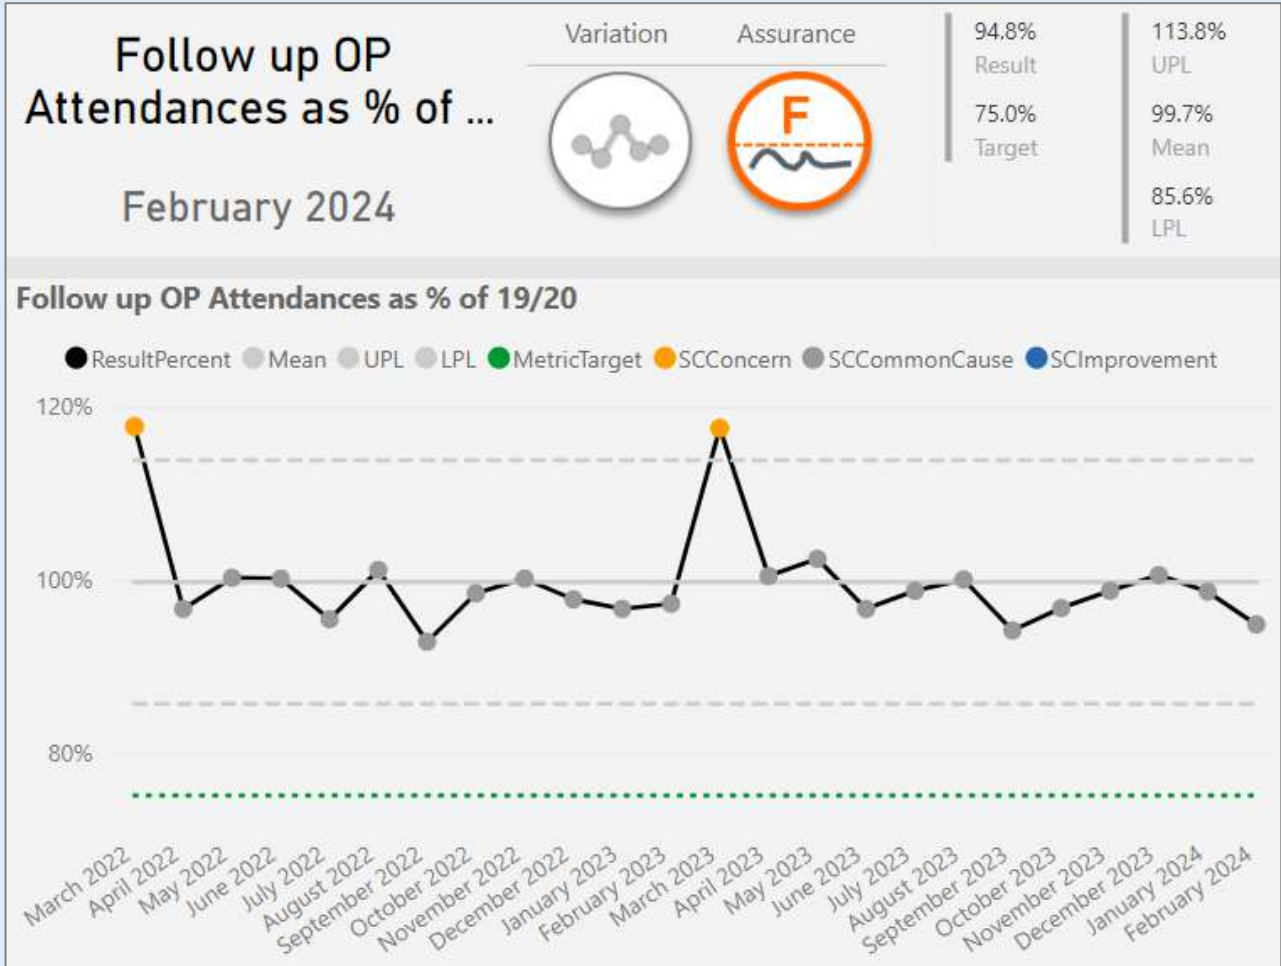 Follow up OP
Attendances as % of ...
February 2024
Variation
Assurance
F
94.8%
Result
75.0%
Target
113.8%
UPL
99.7%
Mean
85.6%
LPL
Follow up OP Attendances as % of 19/20
ResultPercent Mean UPL LPL MetricTarget SCConcern SCCommonCause SCImprovement
120%
100%
80%
March 2022
April 2022
May 2022
June 2022
July 2022
August 2022
September 2022
October 2022
November 2022
December 2022
January 2023
February 2023
March 2023
April 2023
May 2023
June 2023
July 2023
August 2023
September 2023
October 2023
November 2023
December 2023
January 2024
February 2024